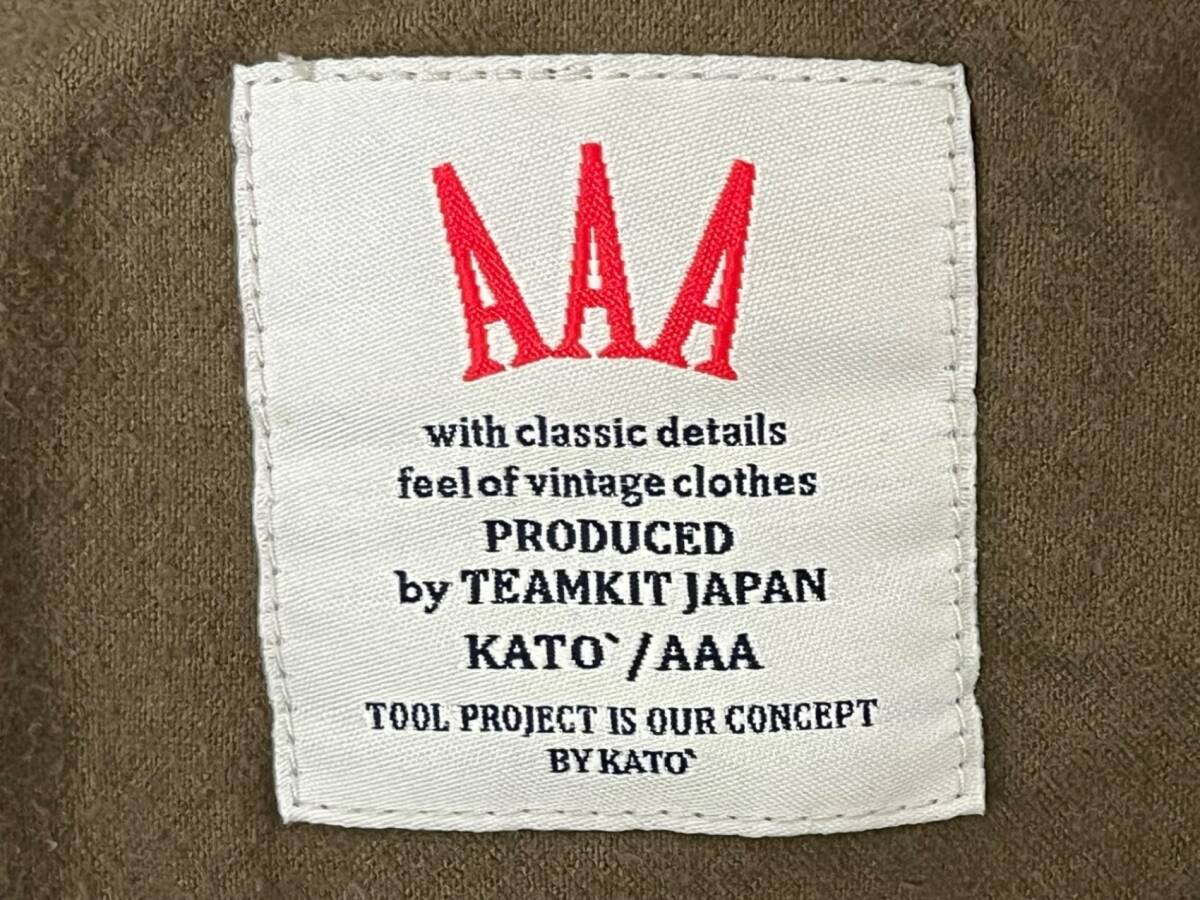 AAA
with classic details
feel of vintage clothes
PRODUCED
by TEAMKIT JAPAN
KATO`/AAA
TOOL PROJECT IS OUR CONCEPT
BY KATO`